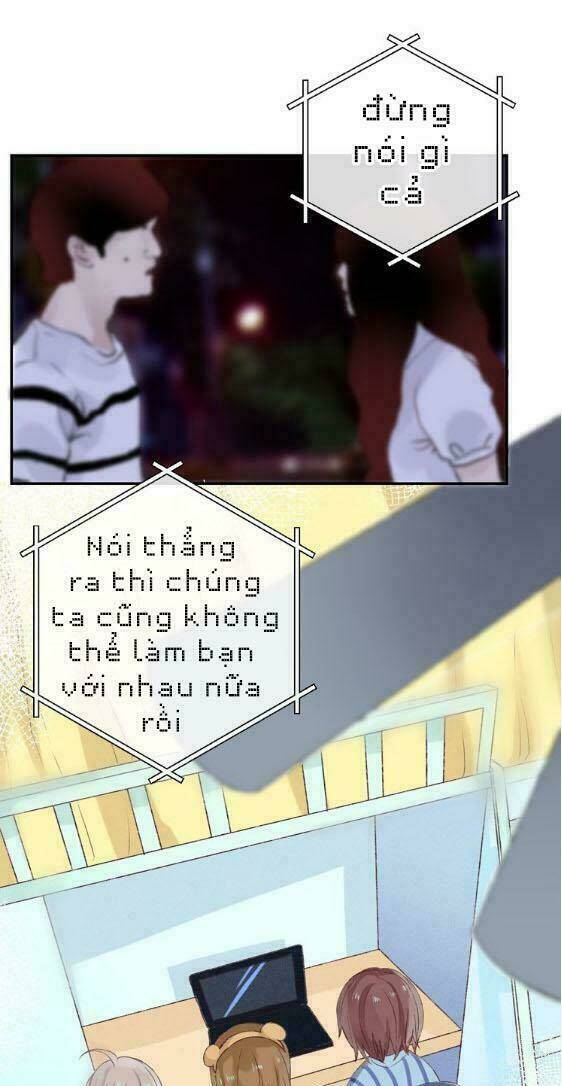 đừng
nói gì
cả
Nói thẳng
ra thì chúng
ta cũng không
thể làm bạn
với nhau nữa
rồi